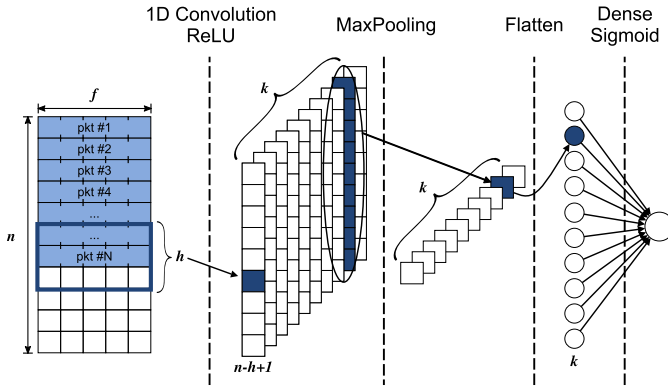 1D Convolution
ReLU
MaxPooling
Flatten
Dense
Sigmoid
f
n
pkt #1
pkt #2
pkt #3
pkt #4
...
...
pkt #N
h
k
n-h+1
k
k